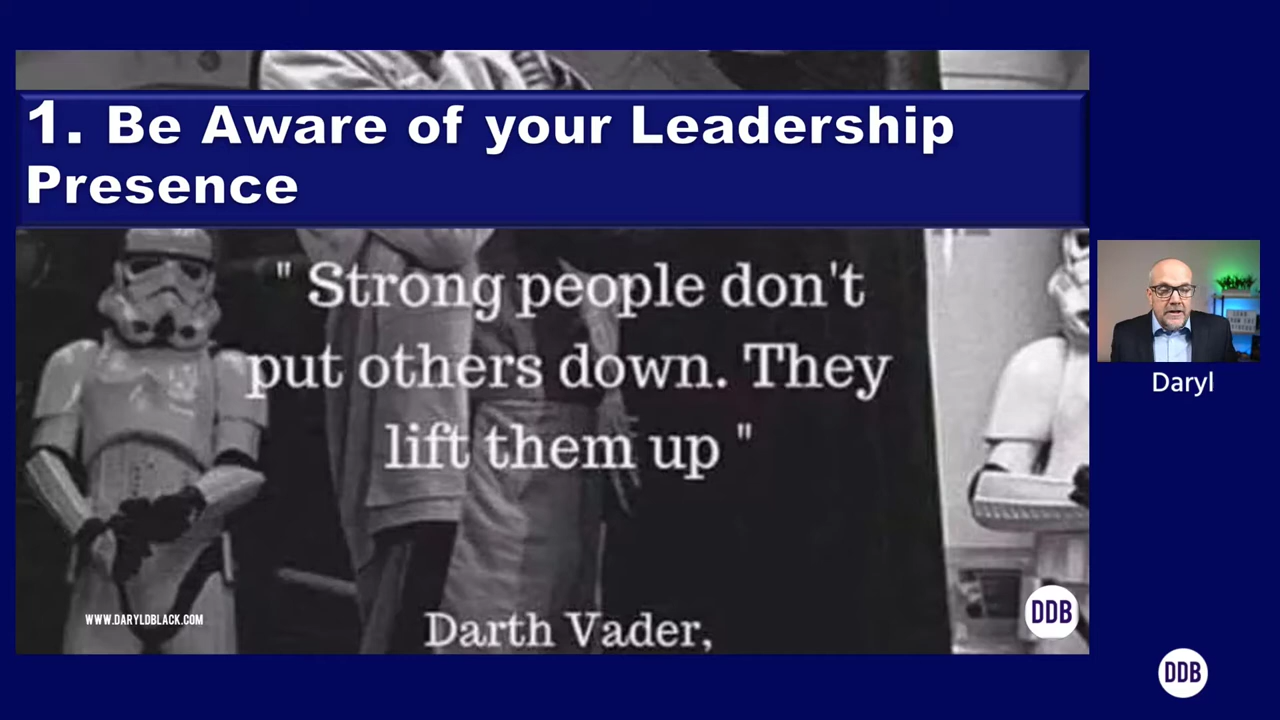 1. Be Aware of your Leadership
Presence
" Strong people don't
put others down. They
lift them up "
Darth Vader,
WWW.DARYLDBLACK.COM
DDB
Daryl
DDB